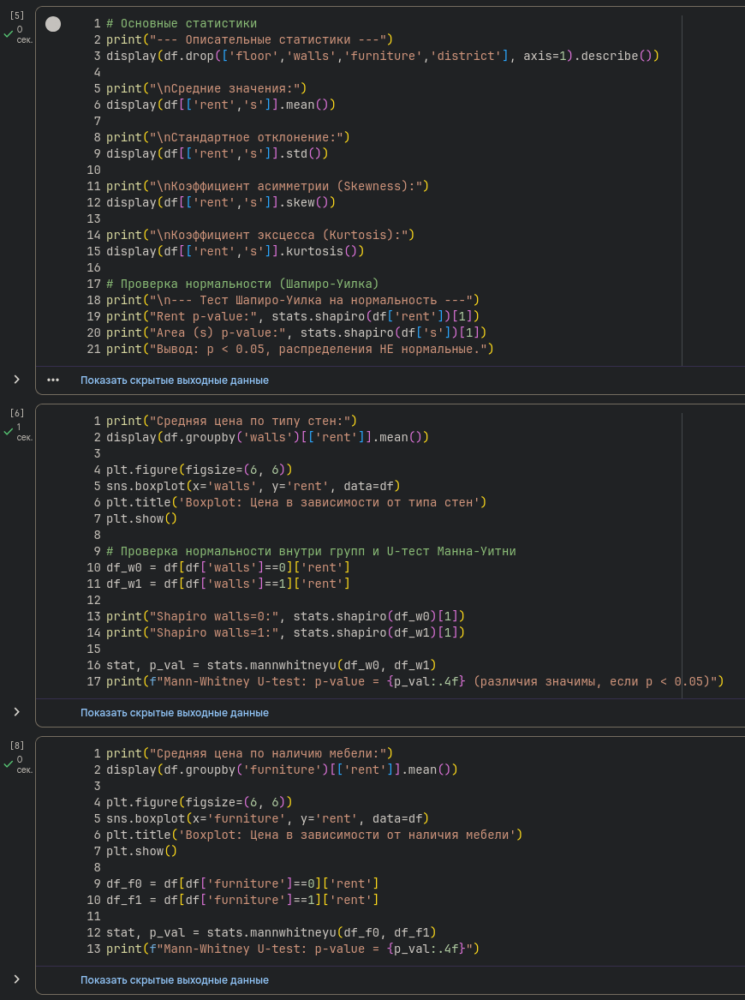 [5]
0
сек.
1 # Основные статистики
2 print("--- Описательные статистики ---")
3 display(df.drop(['floor','walls','furniture','district'], axis=1).describe())
4
5 print("\nСредние значения:")
6 display(df[['rent','s']].mean())
7
8 print("\nСтандартное отклонение:")
9 display(df[['rent','s']].std())
10
11 print("\nКоэффициент асимметрии (Skewness):")
12 display(df[['rent','s']].skew())
13
14 print("\nКоэффициент эксцесса (Kurtosis):")
15 display(df[['rent','s']].kurtosis())
16
17 # Проверка нормальности (Шапиро-Уилка)
18 print("\n--- Тест Шапиро-Уилка на нормальность ---")
19 print("Rent p-value:", stats.shapiro(df['rent'])[1])
20 print("Area (s) p-value:", stats.shapiro(df['s'])[1])
21 print("Вывод: p < 0.05, распределения НЕ нормальные.")
Показать скрытые выходные данные
[6]
1
сек.
1 print("Средняя цена по типу стен:")
2 display(df.groupby('walls')[['rent']].mean())
3
4 plt.figure(figsize=(6, 6))
5 sns.boxplot(x='walls', y='rent', data=df)
6 plt.title('Boxplot: Цена в зависимости от типа стен')
7 plt.show()
8
9 # Проверка нормальности внутри групп и U-тест Манна-Уитни
10 df_w0 = df[df['walls']==0]['rent']
11 df_w1 = df[df['walls']==1]['rent']
12
13 print("Shapiro walls=0:", stats.shapiro(df_w0)[1])
14 print("Shapiro walls=1:", stats.shapiro(df_w1)[1])
15
16 stat, p_val = stats.mannwhitneyu(df_w0, df_w1)
17 print(f"Mann-Whitney U-test: p-value = {p_val:.4f} (различия значимы, если p < 0.05)")
Показать скрытые выходные данные
[8]
0
сек.
1 print("Средняя цена по наличию мебели:")
2 display(df.groupby('furniture')[['rent']].mean())
3
4 plt.figure(figsize=(6, 6))
5 sns.boxplot(x='furniture', y='rent', data=df)
6 plt.title('Boxplot: Цена в зависимости от наличия мебели')
7 plt.show()
8
9 df_f0 = df[df['furniture']==0]['rent']
10 df_f1 = df[df['furniture']==1]['rent']
11
12 stat, p_val = stats.mannwhitneyu(df_f0, df_f1)
13 print(f"Mann-Whitney U-test: p-value = {p_val:.4f}")
Показать скрытые выходные данные